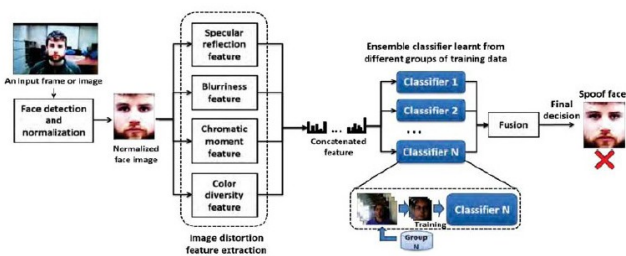 An input frame or image
Face detection
and
normalization
Normalized
face image
Specular
reflection
feature
Blurriness
feature
Chromatic
moment
feature
Color
diversity
feature
Image distortion
feature extraction
...
Concatenated
feature
Ensemble classifier learnt from
different groups of training data
Classifier 1
Classifier 2
...
Classifier N
Training
Group
N
Classifier N
Fusion
Final
decision
Spoof face